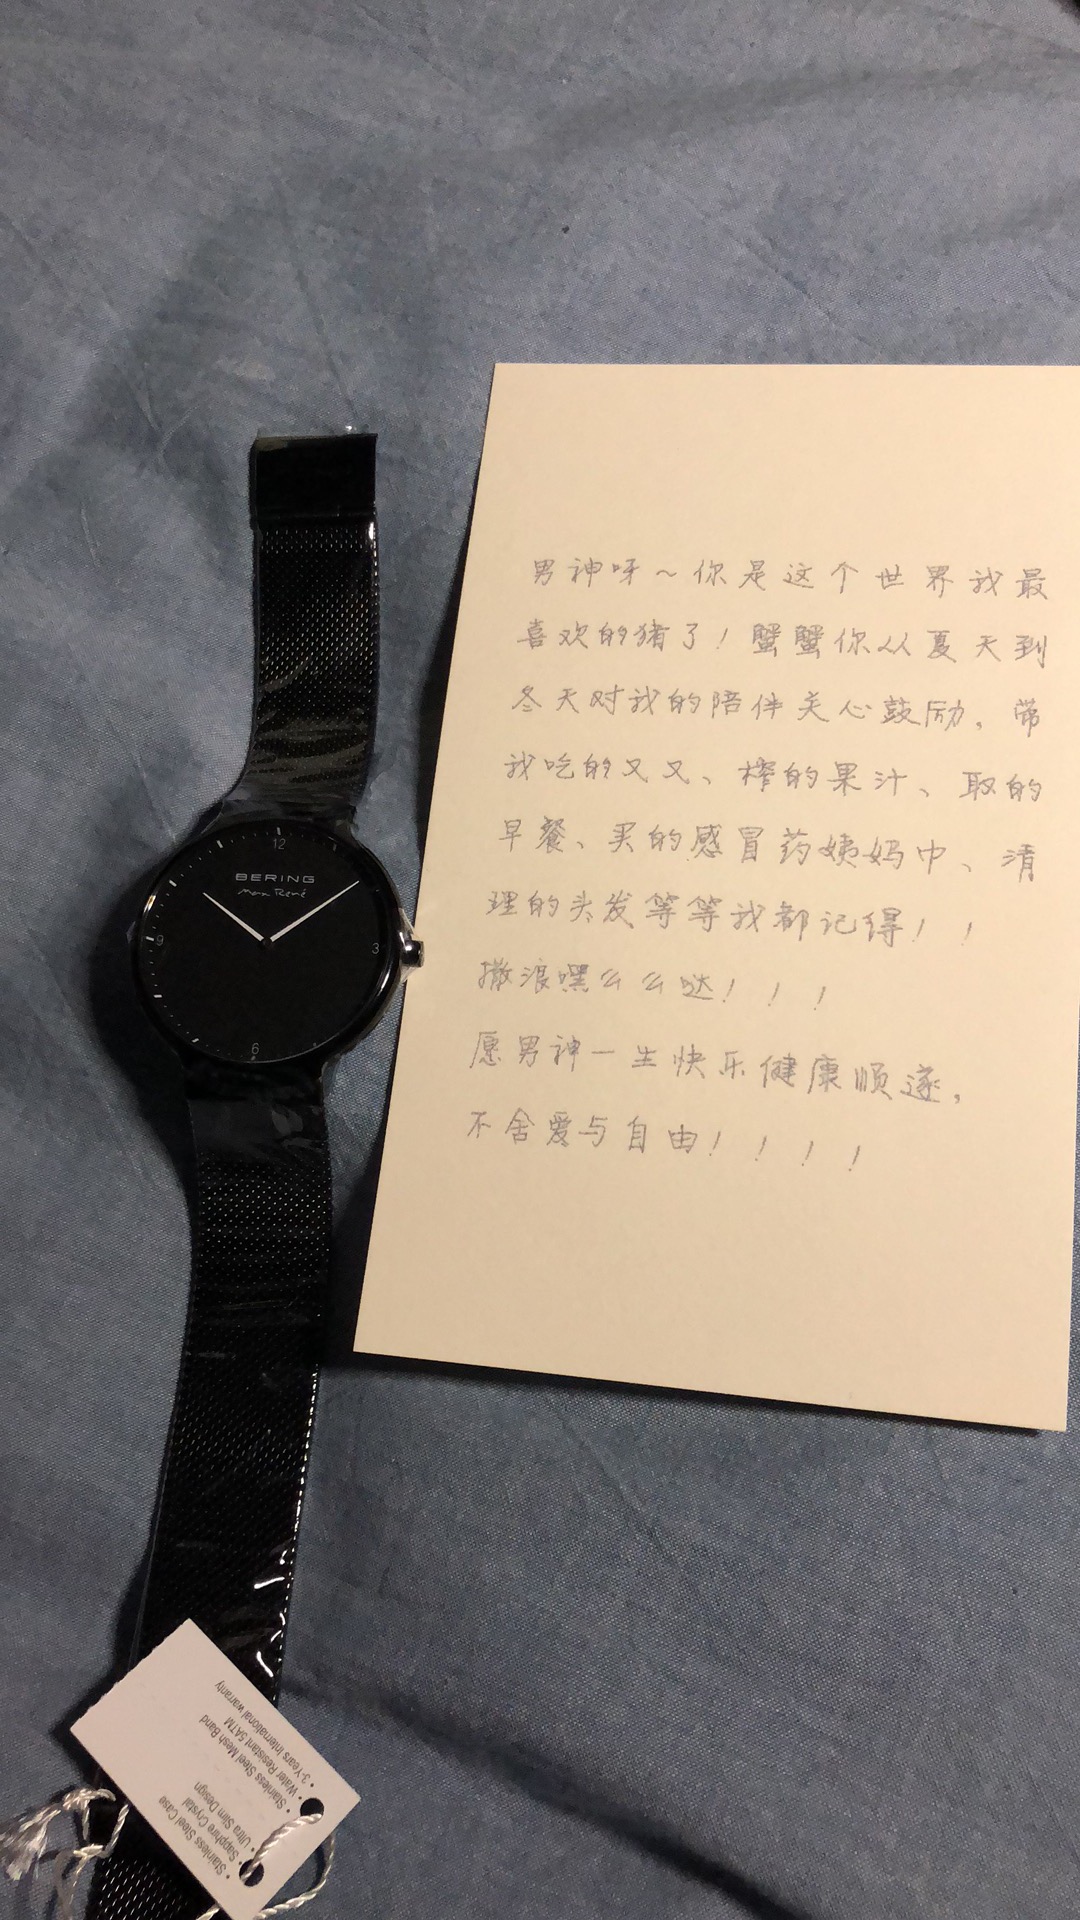 12
BERING
Max René
9
3
6
男神呀～你是这个世界我最
喜欢的猪了！蟹蟹你从夏天到
冬天对我的陪伴关心鼓励。带
我吃的又又、榨的果汁、取的
早餐、买的感冒药姨妈巾、清
理的头发等等我都记得！！
撒浪嘿么么哒！！！
愿男神一生快乐健康顺遂，
不舍爱与自由！！！！
• Stainless Steel Case
• Sapphire Crystal
• Ultra Slim Design
• Stainless Steel Mesh Band
• Water Resistant 5ATM
• 3-Years International warranty